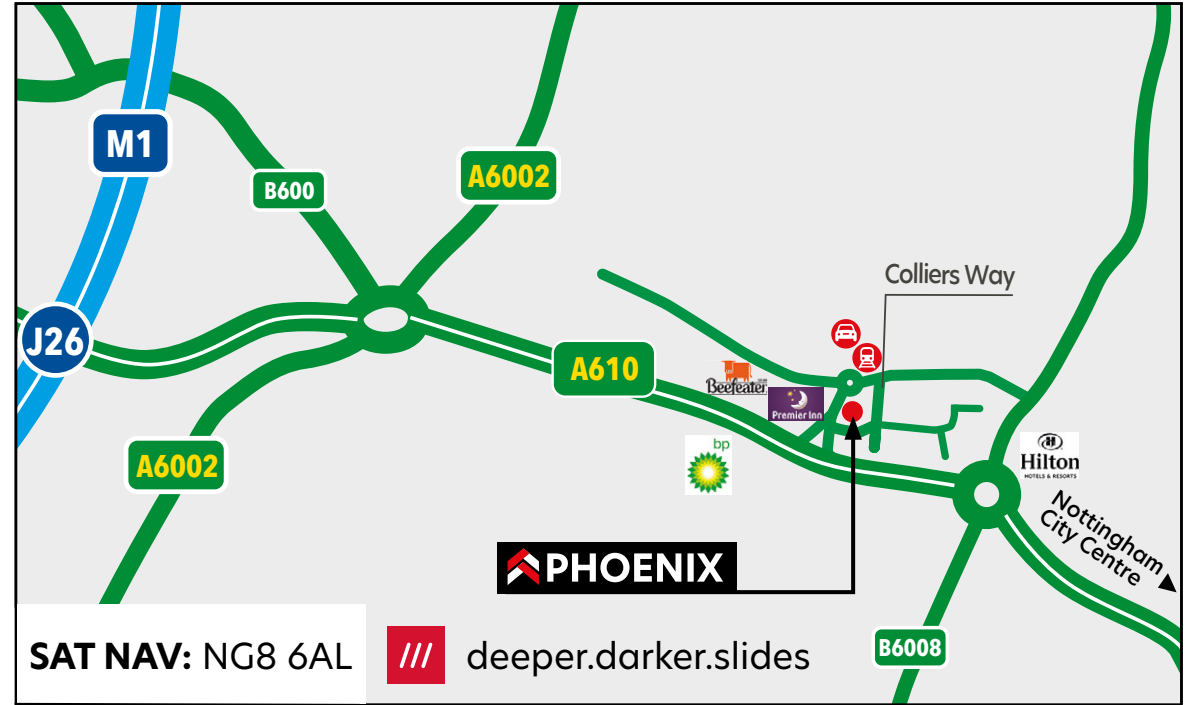 M1
B600
A6002
Colliers Way
J26
A610
Beefeater
Premier Inn
bp
A6002
H
Hilton
HOTELS & RESORTS
Nottingham
City Centre
PHOENIX
SAT NAV: NG8 6AL
/// deeper.darker.slides
B6008